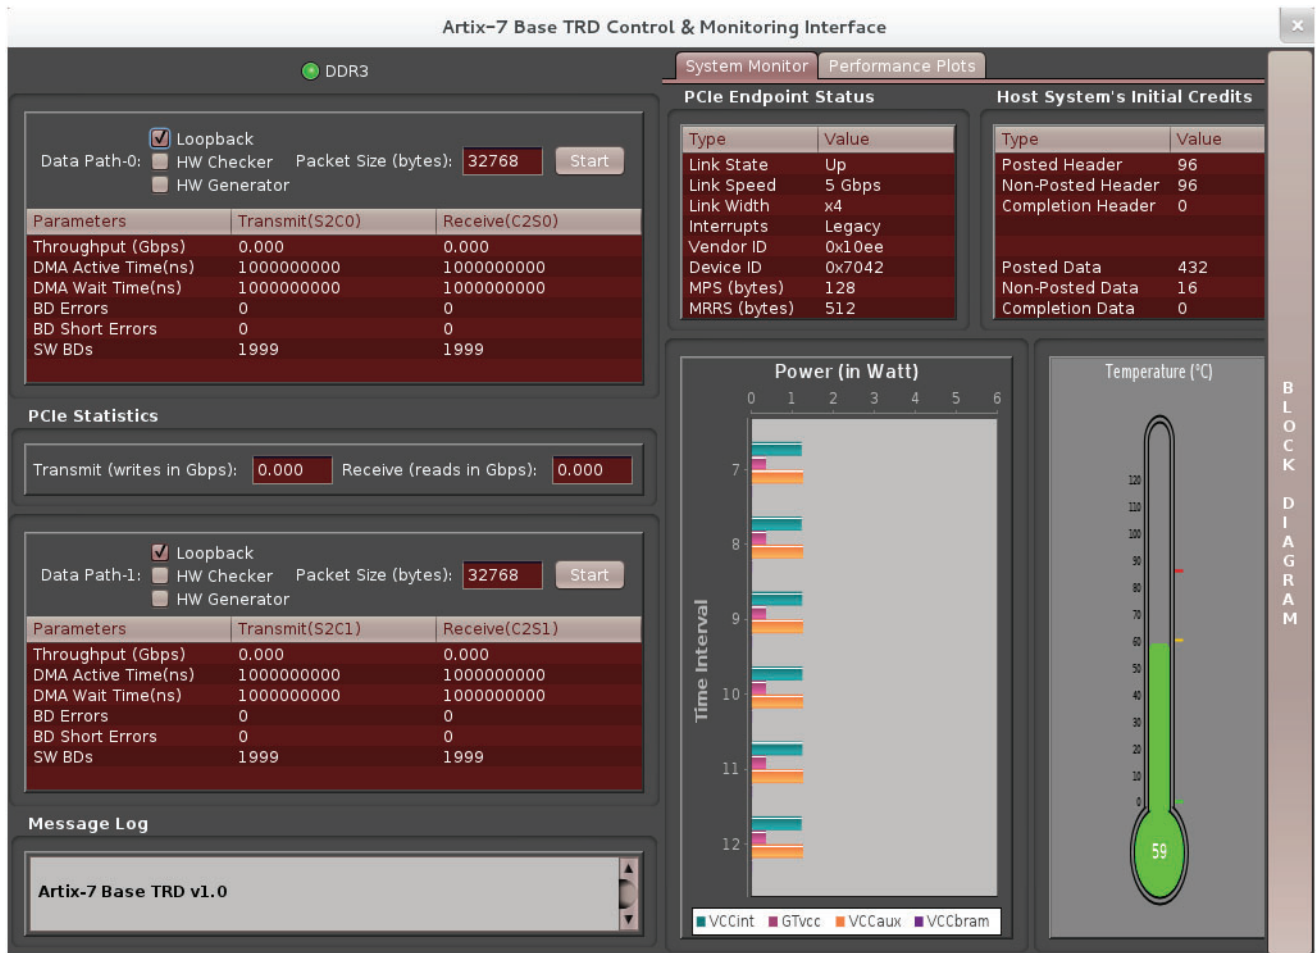 Artix-7 Base TRD Control & Monitoring Interface
DDR3
Loopback
Data Path-0: HW Checker Packet Size (bytes): 32768 Start
HW Generator
Parameters Transmit(S2C0) Receive(C2S0)
Throughput (Gbps) 0.000 0.000
DMA Active Time(ns) 1000000000 1000000000
DMA Wait Time(ns) 1000000000 1000000000
BD Errors 0 0
BD Short Errors 0 0
SW BDs 1999 1999
PCIe Statistics
Transmit (writes in Gbps): 0.000 Receive (reads in Gbps): 0.000
Loopback
Data Path-1: HW Checker Packet Size (bytes): 32768 Start
HW Generator
Parameters Transmit(S2C1) Receive(C2S1)
Throughput (Gbps) 0.000 0.000
DMA Active Time(ns) 1000000000 1000000000
DMA Wait Time(ns) 1000000000 1000000000
BD Errors 0 0
BD Short Errors 0 0
SW BDs 1999 1999
Message Log
Artix-7 Base TRD v1.0
System Monitor Performance Plots
PCIe Endpoint Status
Type Value
Link State Up
Link Speed 5 Gbps
Link Width x4
Interrupts Legacy
Vendor ID 0x10ee
Device ID 0x7042
MPS (bytes) 128
MRRS (bytes) 512
Host System's Initial Credits
Type Value
Posted Header 96
Non-Posted Header 96
Completion Header 0
Posted Data 432
Non-Posted Data 16
Completion Data 0
Power (in Watt)
0 1 2 3 4 5 6
Time Interval
7
8
9
10
11
12
VCCint GTvcc VCCaux VCCbram
Temperature (°C)
120
110
100
90
80
70
60
50
40
30
20
10
0
59
BLOCK DIAGRAM